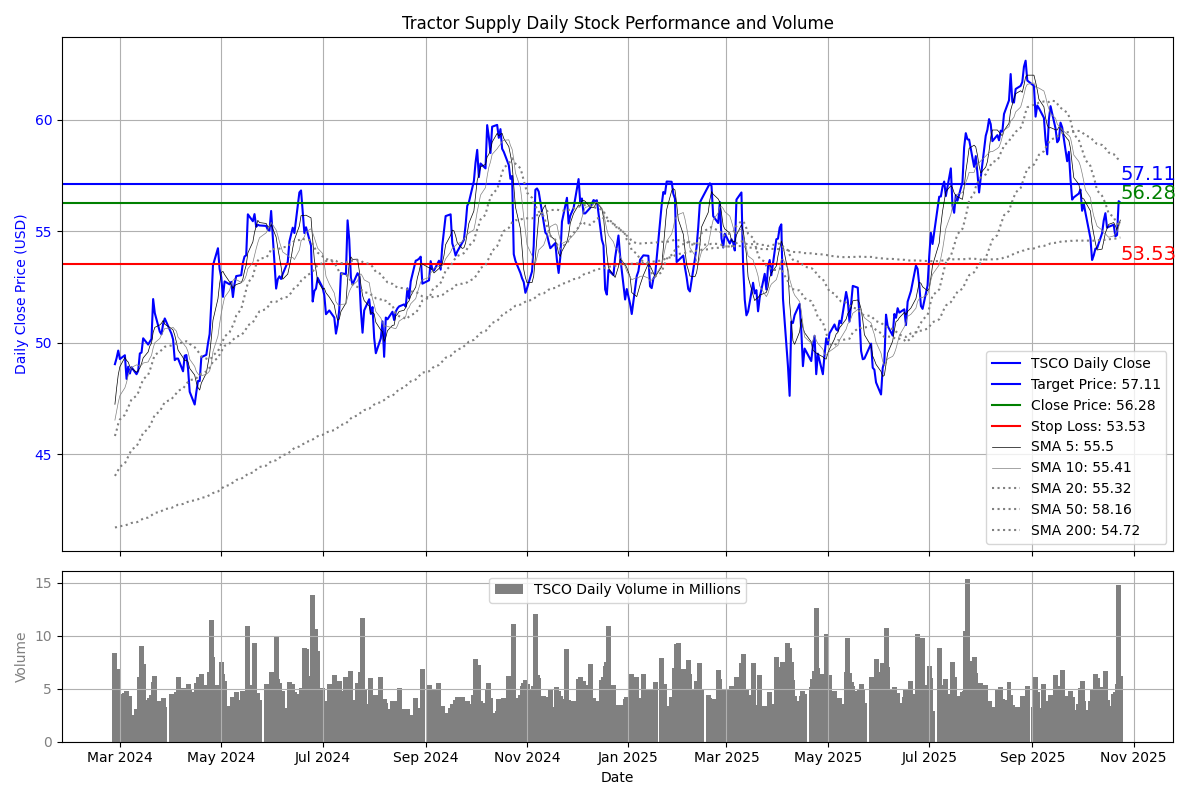 Tractor Supply Daily Stock Performance and Volume
Daily Close Price (USD)
60
55
50
45
57.11
56.28
53.53
TSCO Daily Close
Target Price: 57.11
Close Price: 56.28
Stop Loss: 53.53
SMA 5: 55.5
SMA 10: 55.41
SMA 20: 55.32
SMA 50: 58.16
SMA 200: 54.72
Volume
15
10
5
0
TSCO Daily Volume in Millions
Mar 2024 May 2024 Jul 2024 Sep 2024 Nov 2024 Jan 2025 Mar 2025 May 2025 Jul 2025 Sep 2025 Nov 2025
Date